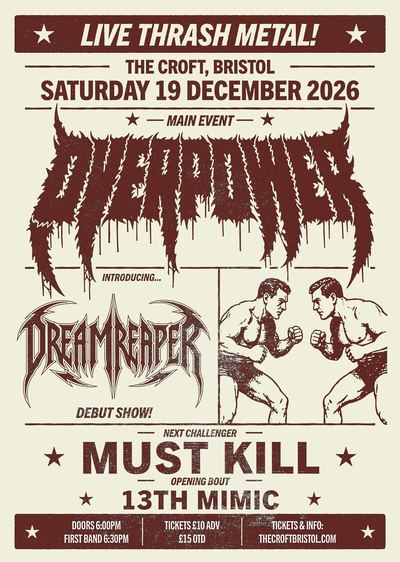 LIVE THRASH METAL!
THE CROFT, BRISTOL
SATURDAY 19 DECEMBER 2026
MAIN EVENT
OVERPOWER
INTRODUCING...
DREAMREAPER
DEBUT SHOW!
NEXT CHALLENGER
MUST KILL
OPENING BOUT
13TH MIMIC
DOORS 6:00PM
FIRST BAND 6:30PM
TICKETS £10 ADV
£15 OTD
TICKETS & INFO:
THECROFTBRISTOL.COM